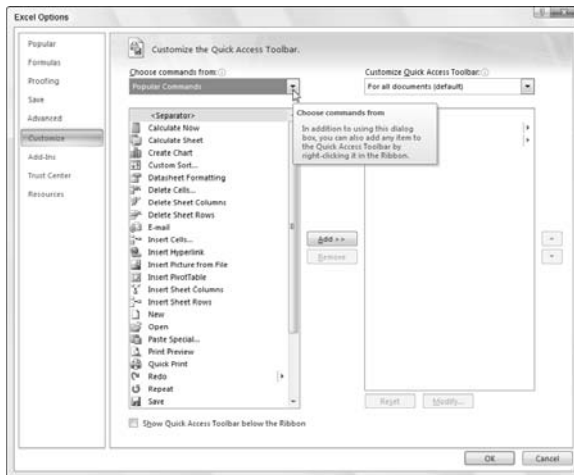 Excel Options
Popular
Formulas
Proofing
Save
Advanced
Customize
Add-Ins
Trust Center
Resources
Customize the Quick Access Toolbar.
Choose commands from:
Popular Commands
Customize Quick Access Toolbar:
For all documents (default)
Choose commands from
In addition to using this dialog
box, you can also add any item to
the Quick Access Toolbar by
right-clicking it in the Ribbon.
<Separator>
Calculate Now
Calculate Sheet
Create Chart
Custom Sort...
Datasheet Formatting
Delete Cells...
Delete Sheet Columns
Delete Sheet Rows
E-mail
Insert Cells...
Insert Hyperlink
Insert Picture from File
Insert PivotTable
Insert Sheet Columns
Insert Sheet Rows
New
Open
Paste Special...
Print Preview
Quick Print
Redo
Repeat
Save
Add >>
Remove
Reset
Modify...
Show Quick Access Toolbar below the Ribbon
OK
Cancel